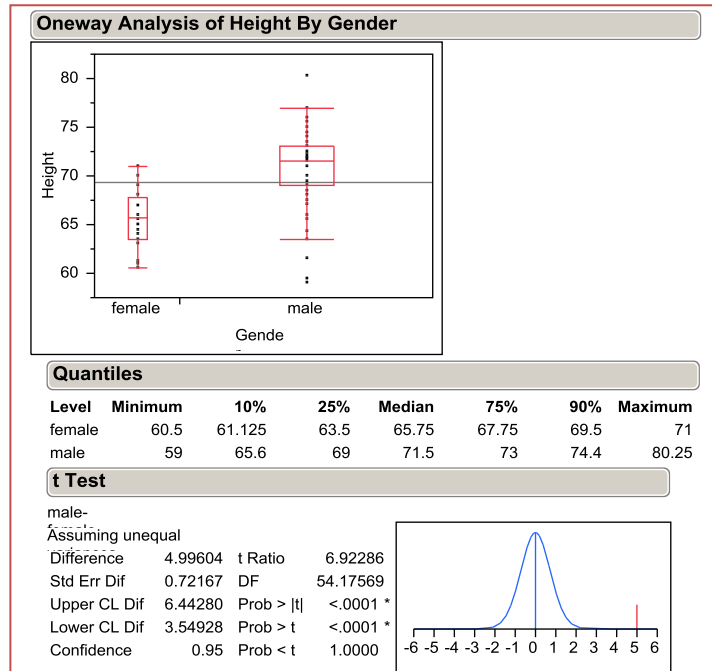 Oneway Analysis of Height By Gender
80
75
70
65
60
Height
female male
Gende
Quantiles
Level Minimum 10% 25% Median 75% 90% Maximum
female 60.5 61.125 63.5 65.75 67.75 69.5 71
male 59 65.6 69 71.5 73 74.4 80.25
t Test
male-
Assuming unequal
Difference 4.99604 t Ratio 6.92286
Std Err Dif 0.72167 DF 54.17569
Upper CL Dif 6.44280 Prob > |t| <.0001 *
Lower CL Dif 3.54928 Prob > t <.0001 *
Confidence 0.95 Prob < t 1.0000
-6 -5 -4 -3 -2 -1 0 1 2 3 4 5 6